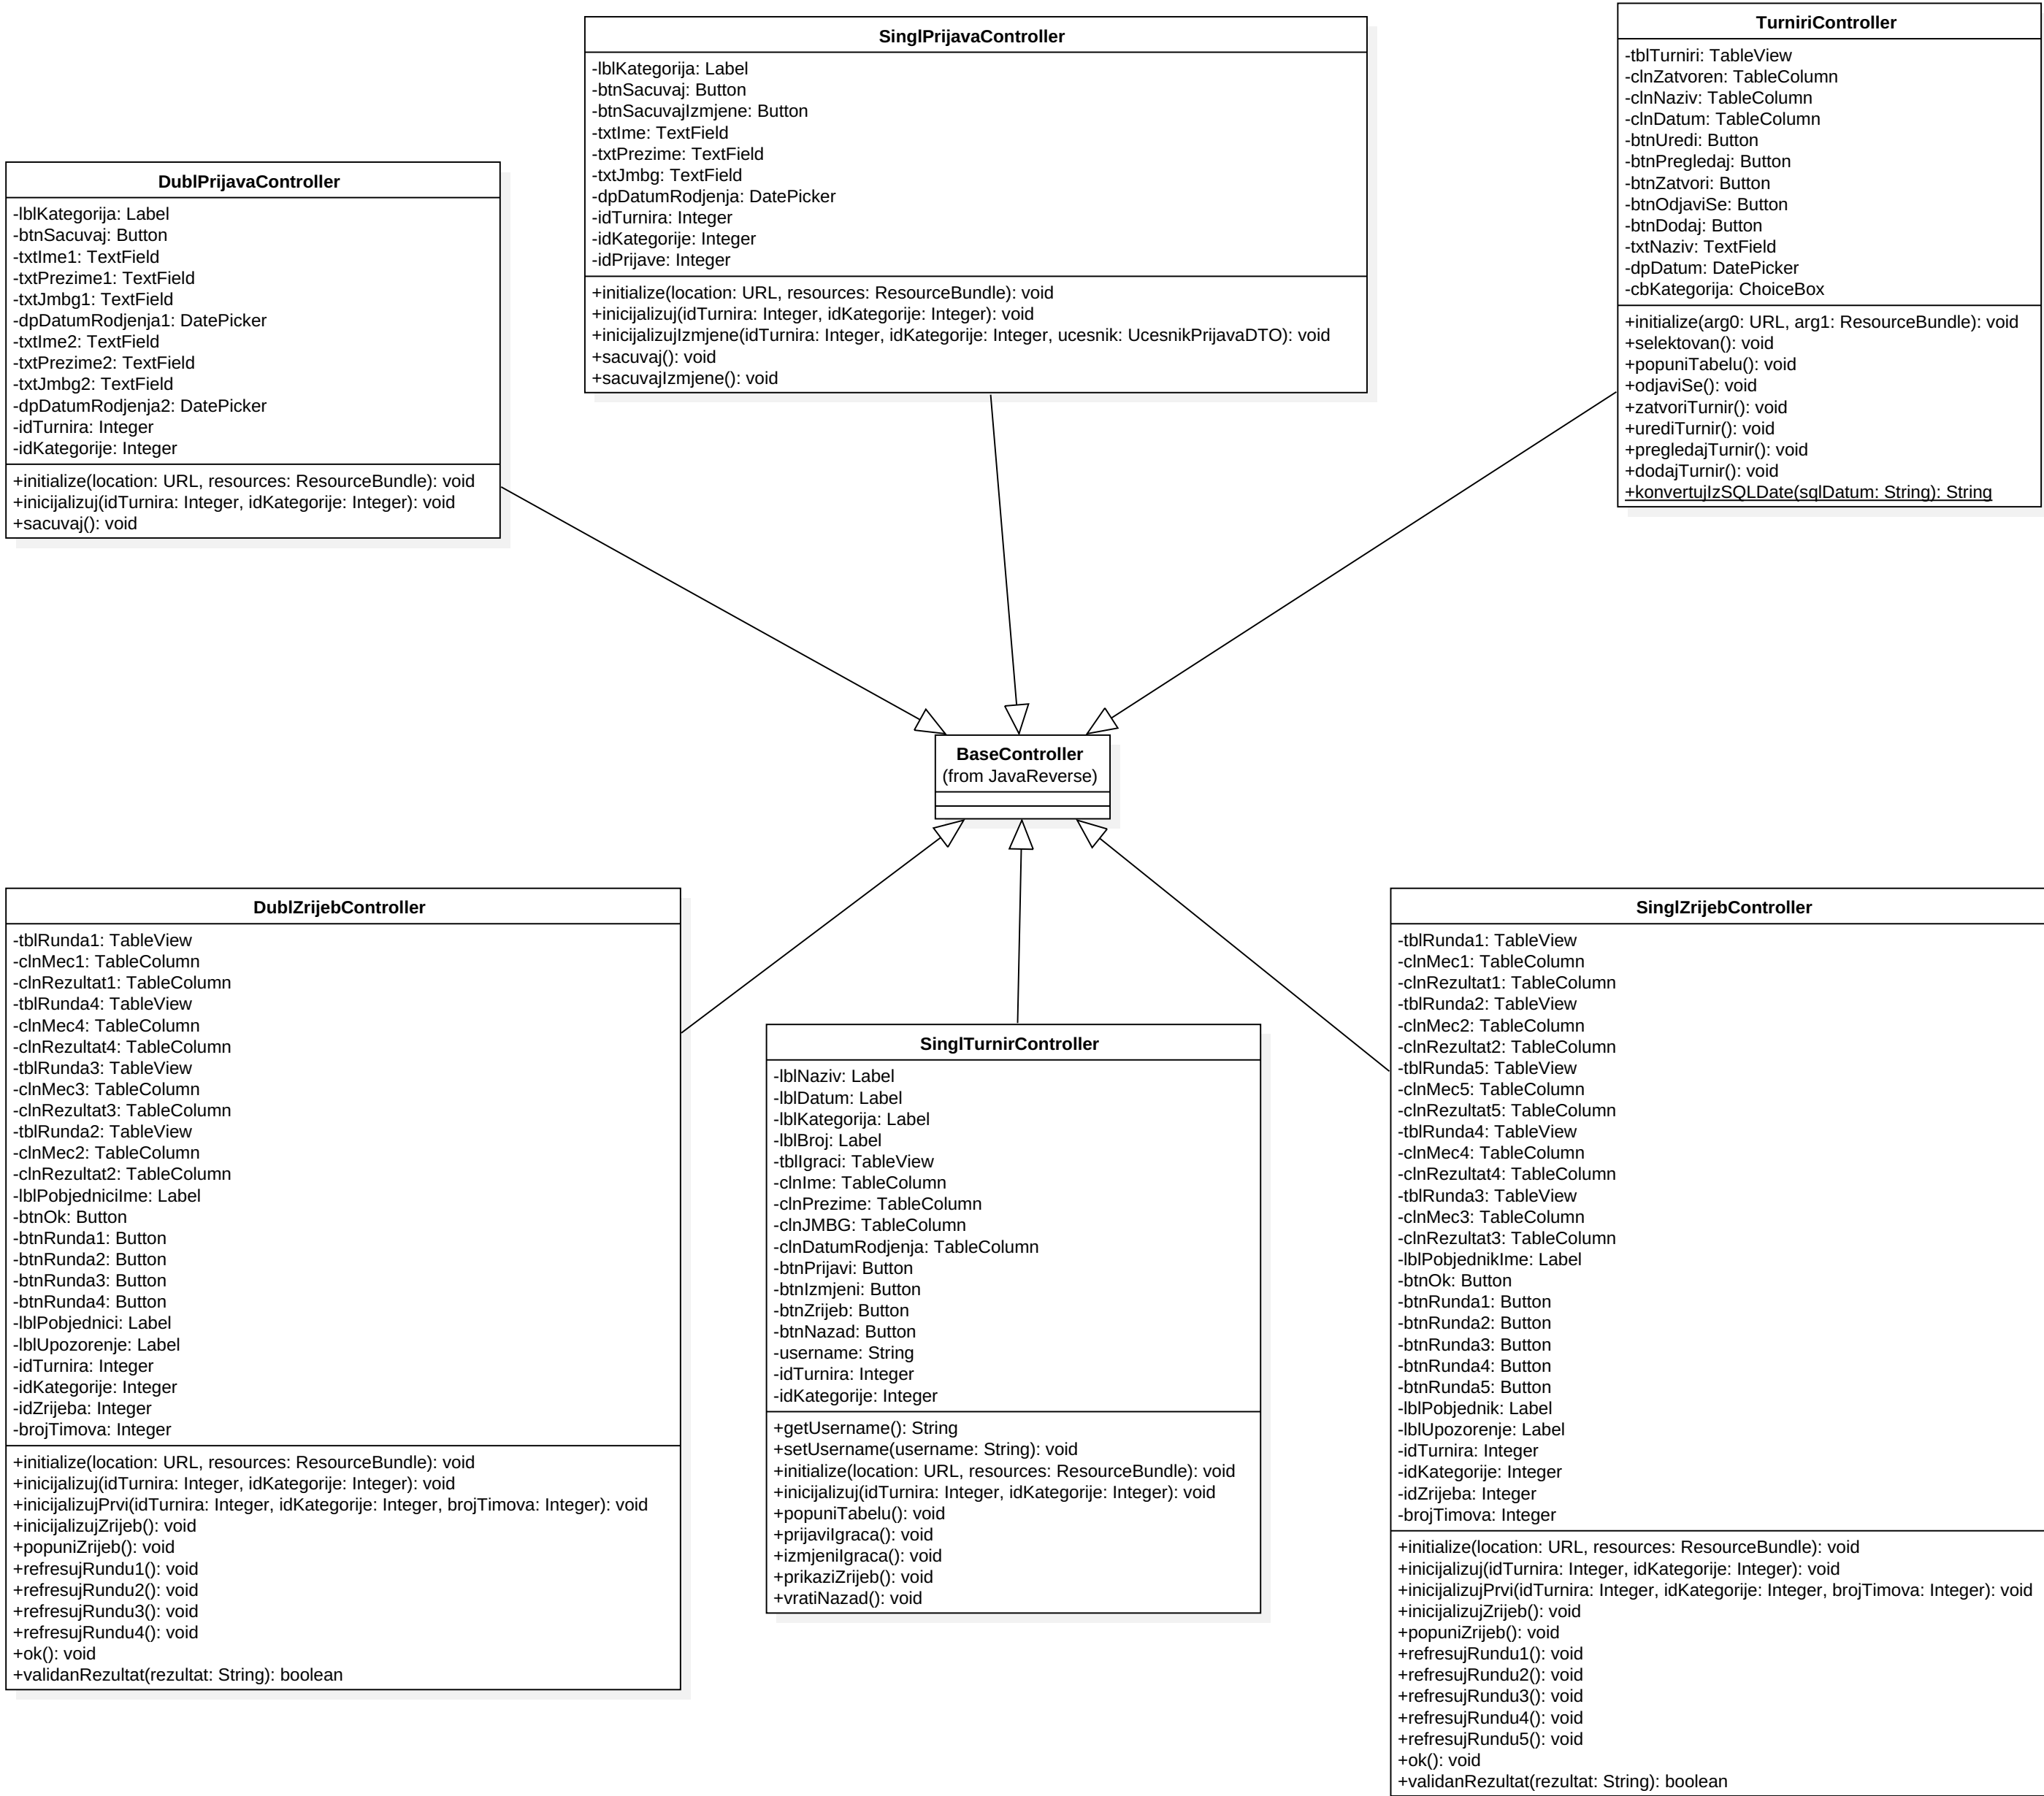 SinglPrijavaController
-lblKategorija: Label
-btnSacuvaj: Button
-btnSacuvajIzmjene: Button
-txtIme: TextField
-txtPrezime: TextField
-txtJmbg: TextField
-dpDatumRodjenja: DatePicker
-idTurnira: Integer
-idKategorije: Integer
-idPrijave: Integer
+initialize(location: URL, resources: ResourceBundle): void
+inicijalizuj(idTurnira: Integer, idKategorije: Integer): void
+inicijalizujIzmjene(idTurnira: Integer, idKategorije: Integer, ucesnik: UcesnikPrijavaDTO): void
+sacuvaj(): void
+sacuvajIzmjene(): void
TurniriController
-tblTurniri: TableView
-clnZatvoren: TableColumn
-clnNaziv: TableColumn
-clnDatum: TableColumn
-btnUredi: Button
-btnPregledaj: Button
-btnZatvori: Button
-btnOdjaviSe: Button
-btnDodaj: Button
-txtNaziv: TextField
-dpDatum: DatePicker
-cbKategorija: ChoiceBox
+initialize(arg0: URL, arg1: ResourceBundle): void
+selektovan(): void
+popuniTabelu(): void
+odjaviSe(): void
+zatvoriTurnir(): void
+urediTurnir(): void
+pregledajTurnir(): void
+dodajTurnir(): void
+konvertujIzSQLDate(sqlDatum: String): String
DublPrijavaController
-lblKategorija: Label
-btnSacuvaj: Button
-txtIme1: TextField
-txtPrezime1: TextField
-txtJmbg1: TextField
-dpDatumRodjenja1: DatePicker
-txtIme2: TextField
-txtPrezime2: TextField
-txtJmbg2: TextField
-dpDatumRodjenja2: DatePicker
-idTurnira: Integer
-idKategorije: Integer
+initialize(location: URL, resources: ResourceBundle): void
+inicijalizuj(idTurnira: Integer, idKategorije: Integer): void
+sacuvaj(): void
BaseController
(from JavaReverse)
DublZrijebController
-tblRunda1: TableView
-clnMec1: TableColumn
-clnRezultat1: TableColumn
-tblRunda4: TableView
-clnMec4: TableColumn
-clnRezultat4: TableColumn
-tblRunda3: TableView
-clnMec3: TableColumn
-clnRezultat3: TableColumn
-tblRunda2: TableView
-clnMec2: TableColumn
-clnRezultat2: TableColumn
-lblPobjedniciIme: Label
-btnOk: Button
-btnRunda1: Button
-btnRunda2: Button
-btnRunda3: Button
-btnRunda4: Button
-lblPobjednici: Label
-lblUpozorenje: Label
-idTurnira: Integer
-idKategorije: Integer
-idZrijeba: Integer
-brojTimova: Integer
+initialize(location: URL, resources: ResourceBundle): void
+inicijalizuj(idTurnira: Integer, idKategorije: Integer): void
+inicijalizujPrvi(idTurnira: Integer, idKategorije: Integer, brojTimova: Integer): void
+inicijalizujZrijeb(): void
+popuniZrijeb(): void
+refresujRundu1(): void
+refresujRundu2(): void
+refresujRundu3(): void
+refresujRundu4(): void
+ok(): void
+validanRezultat(rezultat: String): boolean
SinglTurnirController
-lblNaziv: Label
-lblDatum: Label
-lblKategorija: Label
-lblBroj: Label
-tblIgraci: TableView
-clnIme: TableColumn
-clnPrezime: TableColumn
-clnJMBG: TableColumn
-clnDatumRodjenja: TableColumn
-btnPrijavi: Button
-btnIzmjeni: Button
-btnZrijeb: Button
-btnNazad: Button
-username: String
-idTurnira: Integer
-idKategorije: Integer
+getUsername(): String
+setUsername(username: String): void
+initialize(location: URL, resources: ResourceBundle): void
+inicijalizuj(idTurnira: Integer, idKategorije: Integer): void
+popuniTabelu(): void
+prijaviIgraca(): void
+izmjeniIgraca(): void
+prikaziZrijeb(): void
+vratiNazad(): void
SinglZrijebController
-tblRunda1: TableView
-clnMec1: TableColumn
-clnRezultat1: TableColumn
-tblRunda2: TableView
-clnMec2: TableColumn
-clnRezultat2: TableColumn
-tblRunda5: TableView
-clnMec5: TableColumn
-clnRezultat5: TableColumn
-tblRunda4: TableView
-clnMec4: TableColumn
-clnRezultat4: TableColumn
-tblRunda3: TableView
-clnMec3: TableColumn
-clnRezultat3: TableColumn
-lblPobjednikIme: Label
-btnOk: Button
-btnRunda1: Button
-btnRunda2: Button
-btnRunda3: Button
-btnRunda4: Button
-btnRunda5: Button
-lblPobjednik: Label
-lblUpozorenje: Label
-idTurnira: Integer
-idKategorije: Integer
-idZrijeba: Integer
-brojTimova: Integer
+initialize(location: URL, resources: ResourceBundle): void
+inicijalizuj(idTurnira: Integer, idKategorije: Integer): void
+inicijalizujPrvi(idTurnira: Integer, idKategorije: Integer, brojTimova: Integer): void
+inicijalizujZrijeb(): void
+popuniZrijeb(): void
+refresujRundu1(): void
+refresujRundu2(): void
+refresujRundu3(): void
+refresujRundu4(): void
+refresujRundu5(): void
+ok(): void
+validanRezultat(rezultat: String): boolean